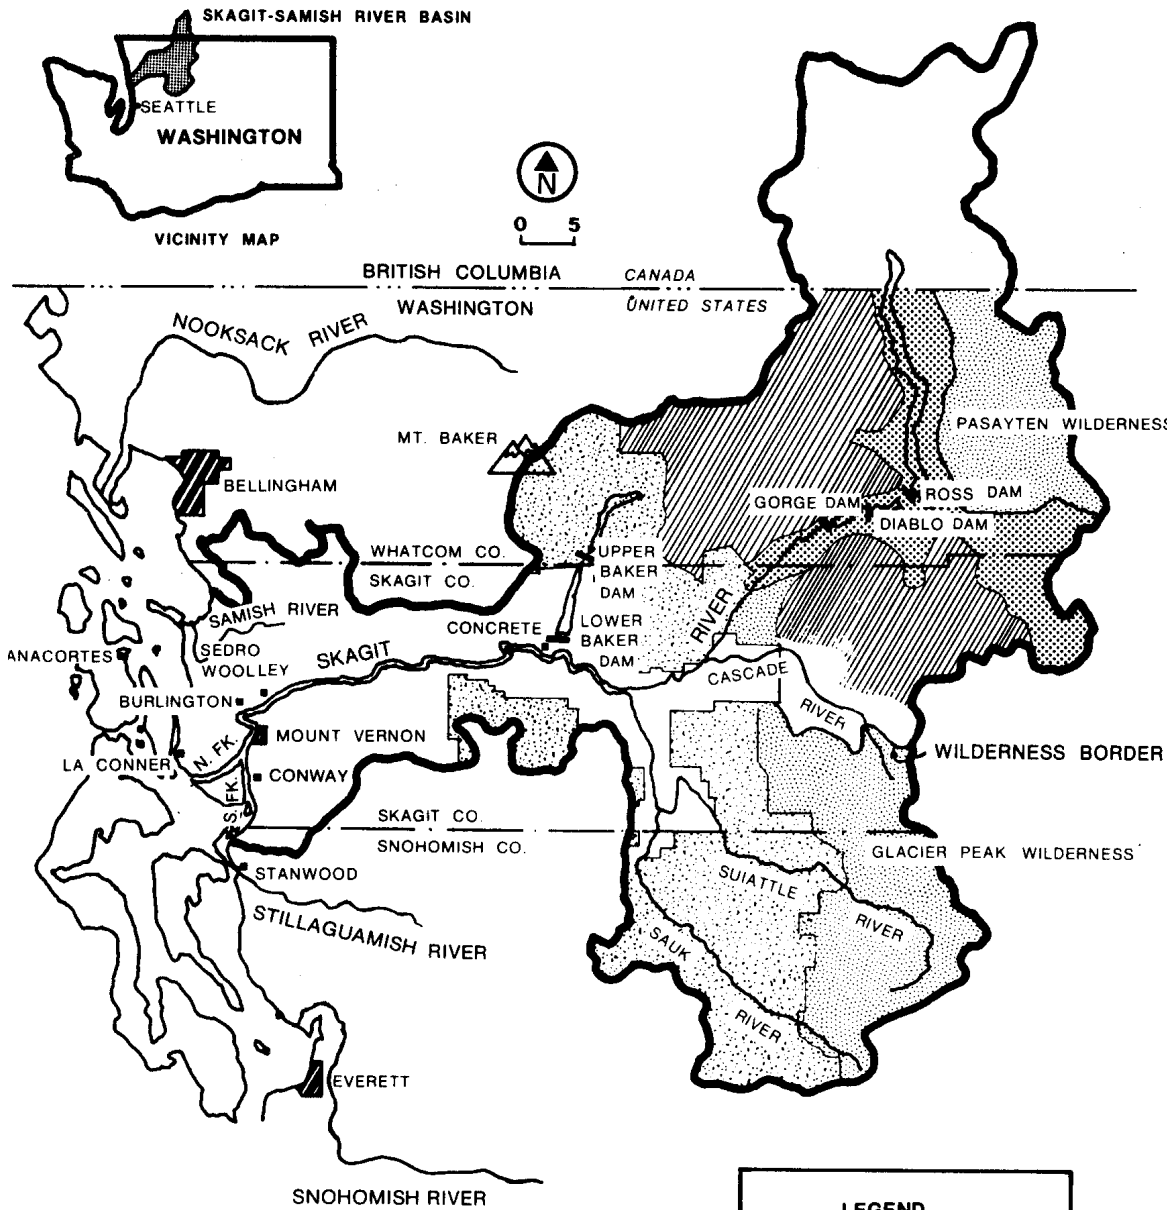 SKAGIT-SAMISH RIVER BASIN
SEATTLE
WASHINGTON
VICINITY MAP
N
0 5
BRITISH COLUMBIA
CANADA
WASHINGTON
UNITED STATES
NOOKSACK RIVER
MT. BAKER
PASAYTEN WILDERNESS
BELLINGHAM
GORGE DAM
ROSS DAM
DIABLO DAM
WHATCOM CO.
SKAGIT CO.
UPPER
BAKER
DAM
LOWER
BAKER
DAM
CONCRETE
SAMISH RIVER
SEDRO
WOOLLEY
SKAGIT
RIVER
ANACORTES
CASCADE
RIVER
BURLINGTON
N. FK.
MOUNT VERNON
LA CONNER
CONWAY
WILDERNESS BORDER
S. FK.
SKAGIT CO.
SNOHOMISH CO.
GLACIER PEAK WILDERNESS
STANWOOD
SUIATTLE
RIVER
STILLAGUAMISH RIVER
SAUK
RIVER
EVERETT
SNOHOMISH RIVER
LEGEND